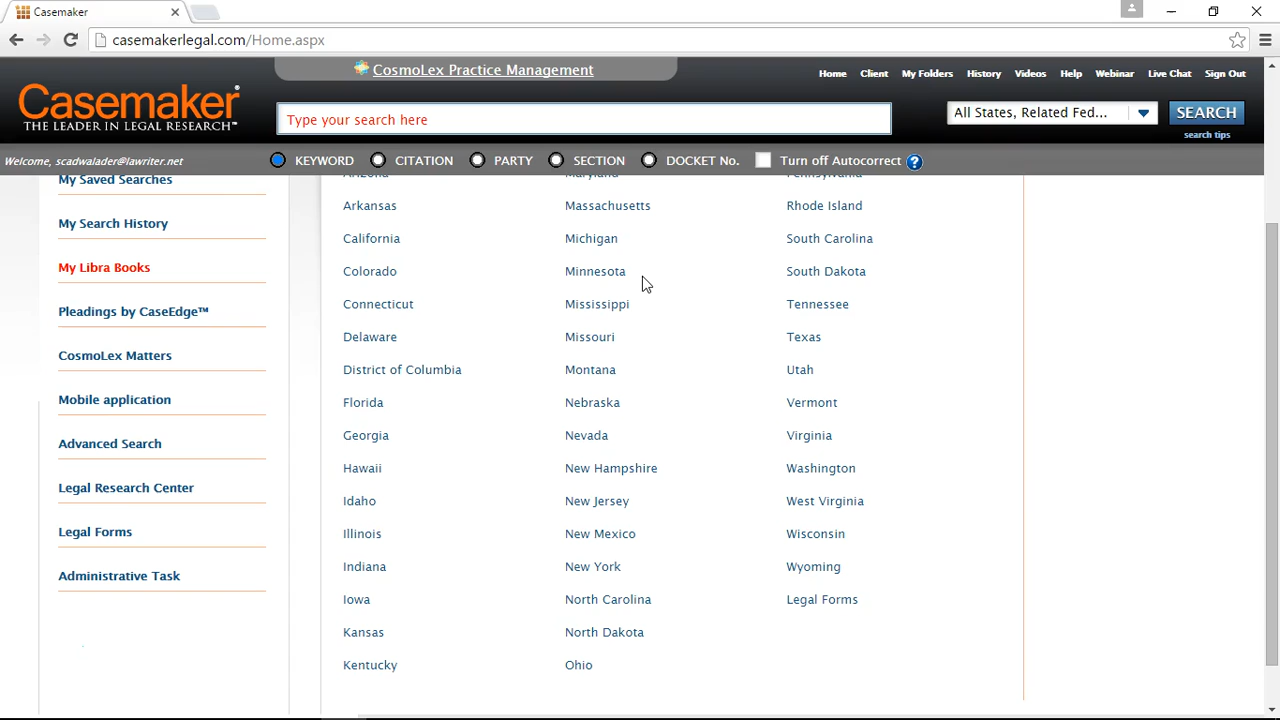 Casemaker
casemakerlegal.com/Home.aspx
CosmoLex Practice Management
Home Client My Folders History Videos Help Webinar Live Chat Sign Out
Casemaker
THE LEADER IN LEGAL RESEARCH™
Type your search here
All States, Related Fed...
SEARCH
search tips
Welcome, scadwalader@lawriter.net
KEYWORD CITATION PARTY SECTION DOCKET No. Turn off Autocorrect ?
My Saved Searches
My Search History
My Libra Books
Pleadings by CaseEdge™
CosmoLex Matters
Mobile application
Advanced Search
Legal Research Center
Legal Forms
Administrative Task
Arizona
Arkansas
California
Colorado
Connecticut
Delaware
District of Columbia
Florida
Georgia
Hawaii
Idaho
Illinois
Indiana
Iowa
Kansas
Kentucky
Maryland
Massachusetts
Michigan
Minnesota
Mississippi
Missouri
Montana
Nebraska
Nevada
New Hampshire
New Jersey
New Mexico
New York
North Carolina
North Dakota
Ohio
Pennsylvania
Rhode Island
South Carolina
South Dakota
Tennessee
Texas
Utah
Vermont
Virginia
Washington
West Virginia
Wisconsin
Wyoming
Legal Forms